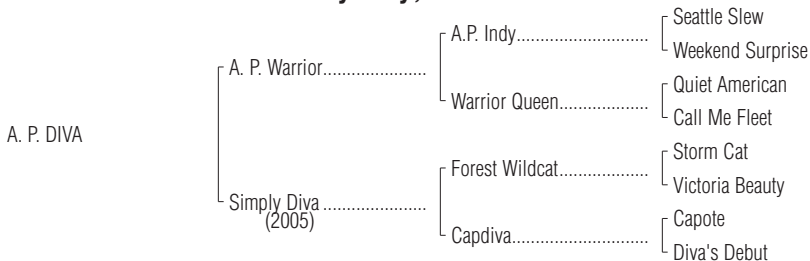 A.P. Indy
Seattle Slew
Weekend Surprise
A. P. Warrior
Warrior Queen
Quiet American
Call Me Fleet
A. P. DIVA
Forest Wildcat
Storm Cat
Victoria Beauty
Simply Diva
(2005)
Capdiva
Capote
Diva's Debut